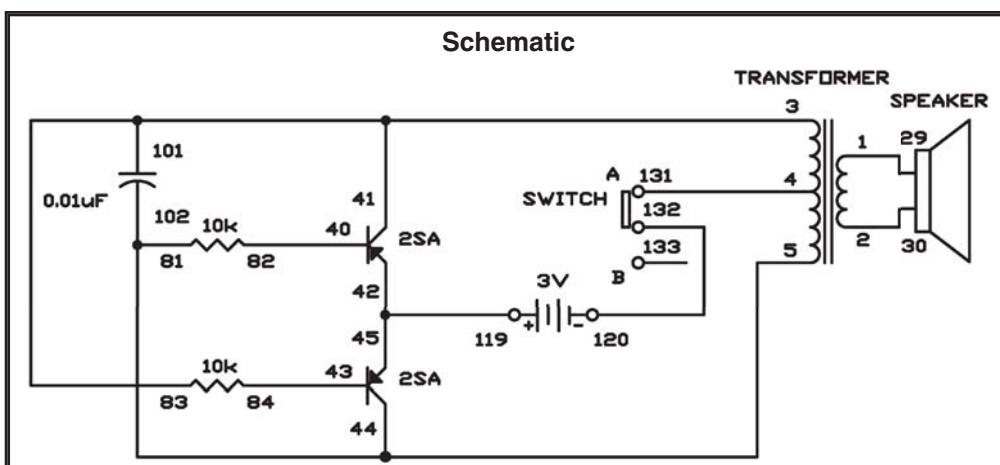 Schematic
TRANSFORMER
3 SPEAKER
101 1 29
A 131 4
0.01uF 41 SWITCH 132
102 10k 40 2SA 133 5 2 30
81 82 B
42 3V
45 + -
119 120
10k 43 2SA
83 84
44